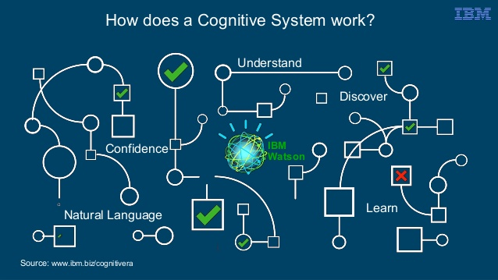 How does a Cognitive System work?
IBM
Understand
Discover
Confidence
iBM
Watson
Natural Language
Learn
Source: www.ibm.biz/cognitivera